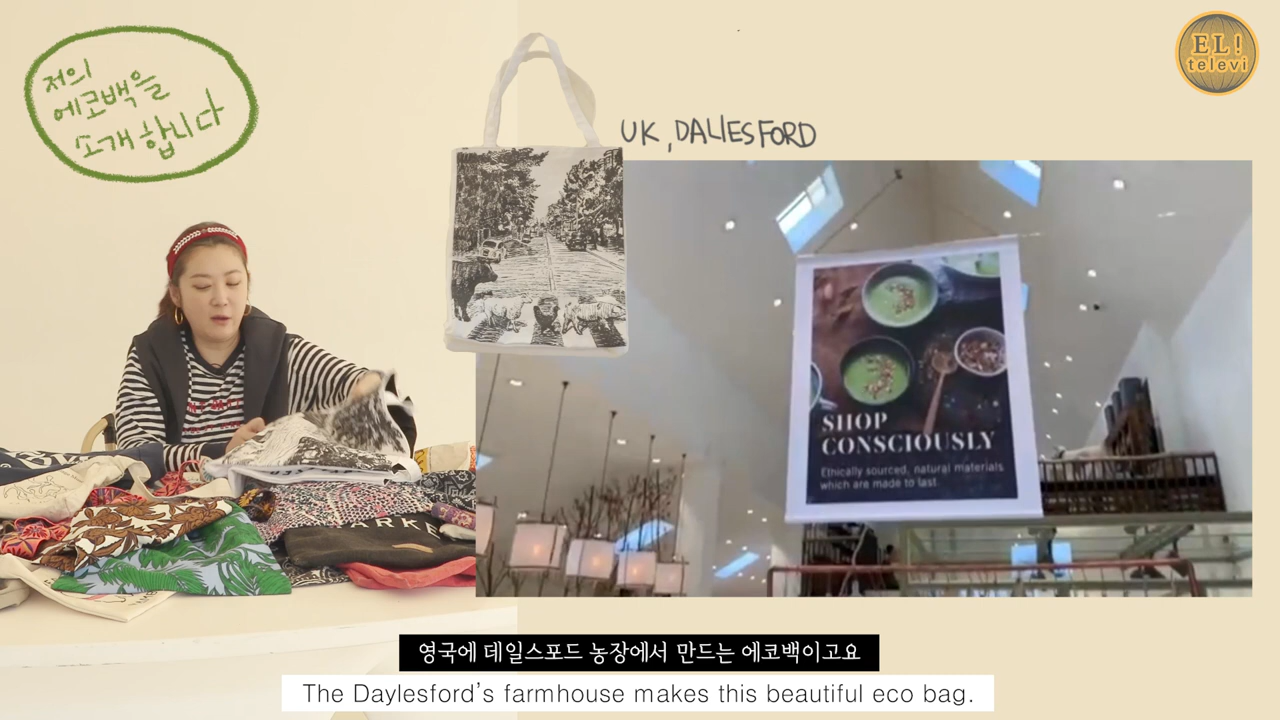 저의
에코백을
소개 합니다
EL!
televi
UK, DALIESFORD
SHOP
CONSCIOUSLY
Ethically sourced, natural materials
which are made to last.
MARKE
영국에 데일스포드 농장에서 만드는 에코백이고요
The Daylesford's farmhouse makes this beautiful eco bag.